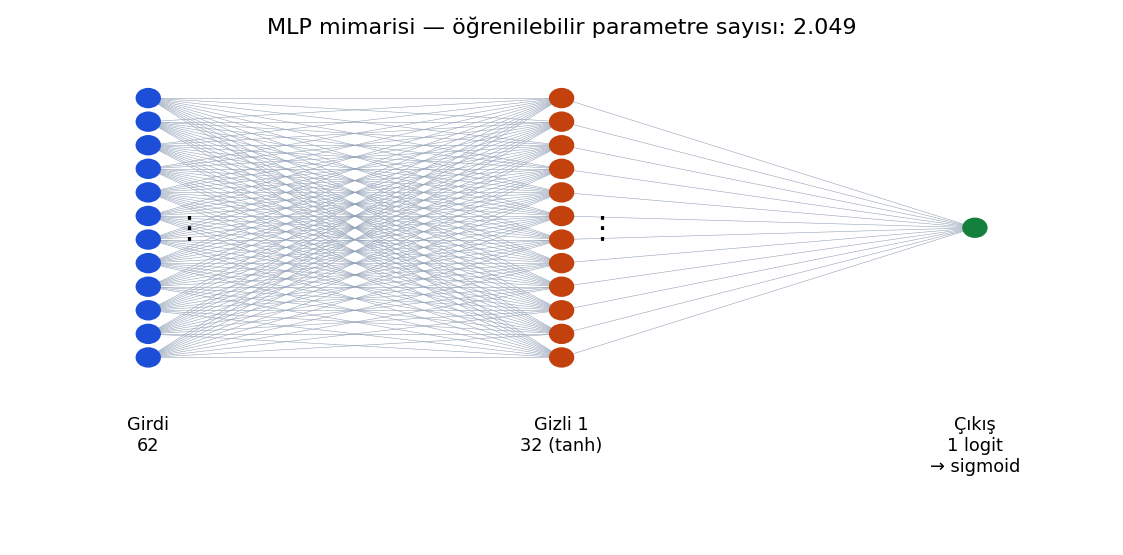 MLP mimarisi — öğrenilebilir parametre sayısı: 2.049
Girdi
62
Gizli 1
32 (tanh)
Çıkış
1 logit
→ sigmoid